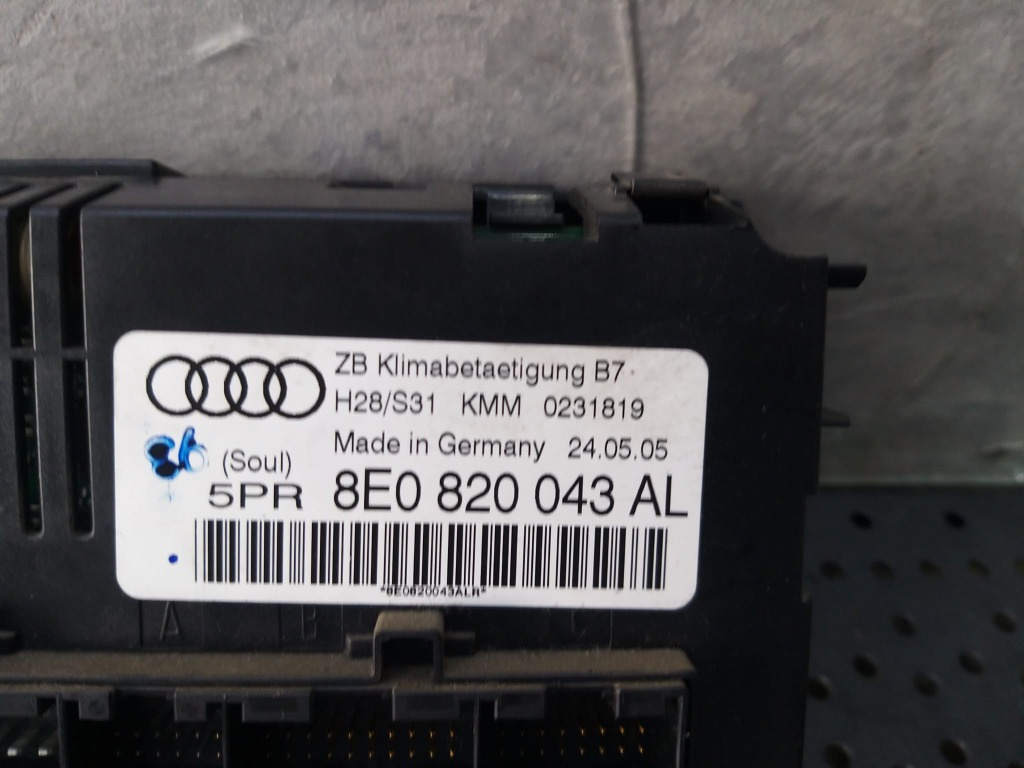 ZB Klimabetaetigung B7
H28/S31 KMM 0231819
Made in Germany 24.05.05
(Soul)
5PR 8E0 820 043 AL
*8E0820043ALR*
A B